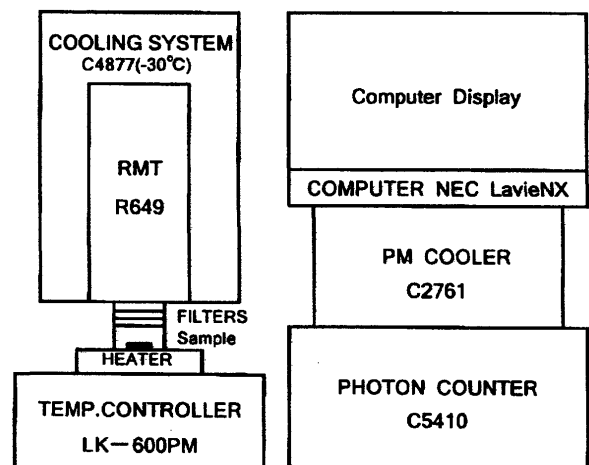 COOLING SYSTEM
C4877(-30°C)
RMT
R649
FILTERS
Sample
HEATER
TEMP.CONTROLLER
LK-600PM
Computer Display
COMPUTER NEC LavieNX
PM COOLER
C2761
PHOTON COUNTER
C5410